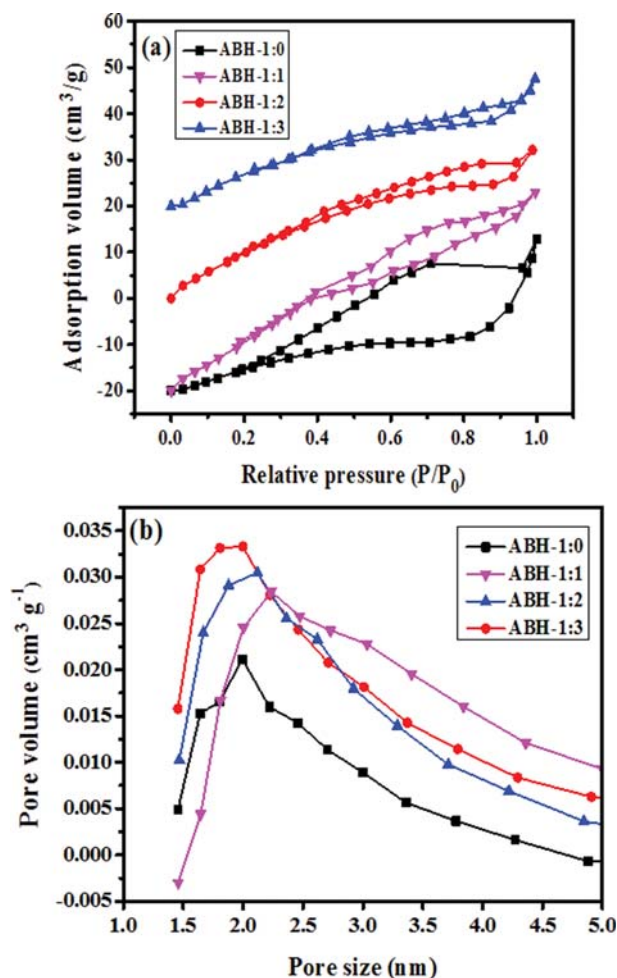 (a)
ABH-1:0
ABH-1:1
ABH-1:2
ABH-1:3
Adsorption volume (cm³/g)
60
50
40
30
20
10
0
-10
-20
0.0 0.2 0.4 0.6 0.8 1.0
Relative pressure (P/P₀)
(b)
ABH-1:0
ABH-1:1
ABH-1:2
ABH-1:3
Pore volume (cm³ g⁻¹)
0.035
0.030
0.025
0.020
0.015
0.010
0.005
0.000
-0.005
1.0 1.5 2.0 2.5 3.0 3.5 4.0 4.5 5.0
Pore size (nm)